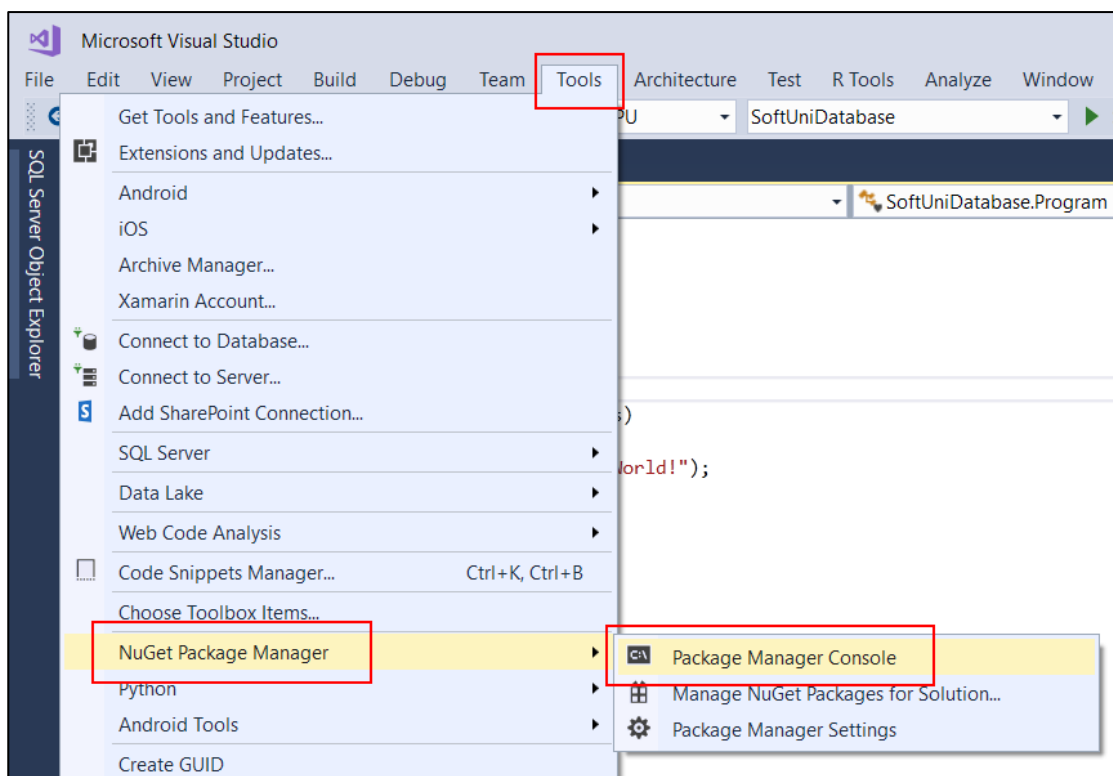 Microsoft Visual Studio
File Edit View Project Build Debug Team Tools Architecture Test R Tools Analyze Window
PU SoftUniDatabase
SoftUniDatabase.Program
SQL Server Object Explorer
Get Tools and Features...
Extensions and Updates...
Android
iOS
Archive Manager...
Xamarin Account...
Connect to Database...
Connect to Server...
Add SharePoint Connection...
s)
SQL Server
World!");
Data Lake
Web Code Analysis
Code Snippets Manager... Ctrl+K, Ctrl+B
Choose Toolbox Items...
NuGet Package Manager
C:\ Package Manager Console
Python
Manage NuGet Packages for Solution...
Android Tools
Package Manager Settings
Create GUID